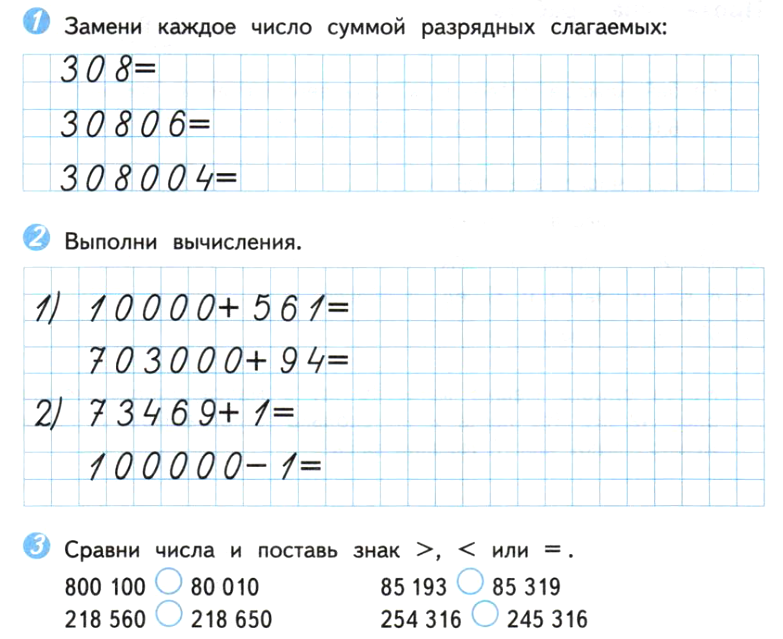 1 Замени каждое число суммой разрядных слагаемых:
308=
30806=
308004=
2 Выполни вычисления.
1) 10000+561=
703000+94=
2) 73469+1=
100000-1=
3 Сравни числа и поставь знак >, < или =.
800 100 ○ 80 010 85 193 ○ 85 319
218 560 ○ 218 650 254 316 ○ 245 316